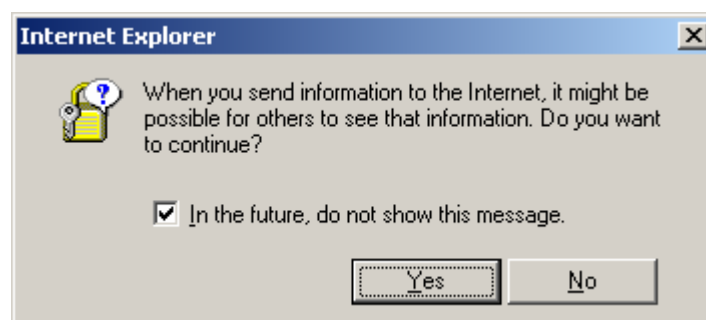 Internet Explorer
When you send information to the Internet, it might be
possible for others to see that information. Do you want
to continue?
In the future, do not show this message.
Yes
No